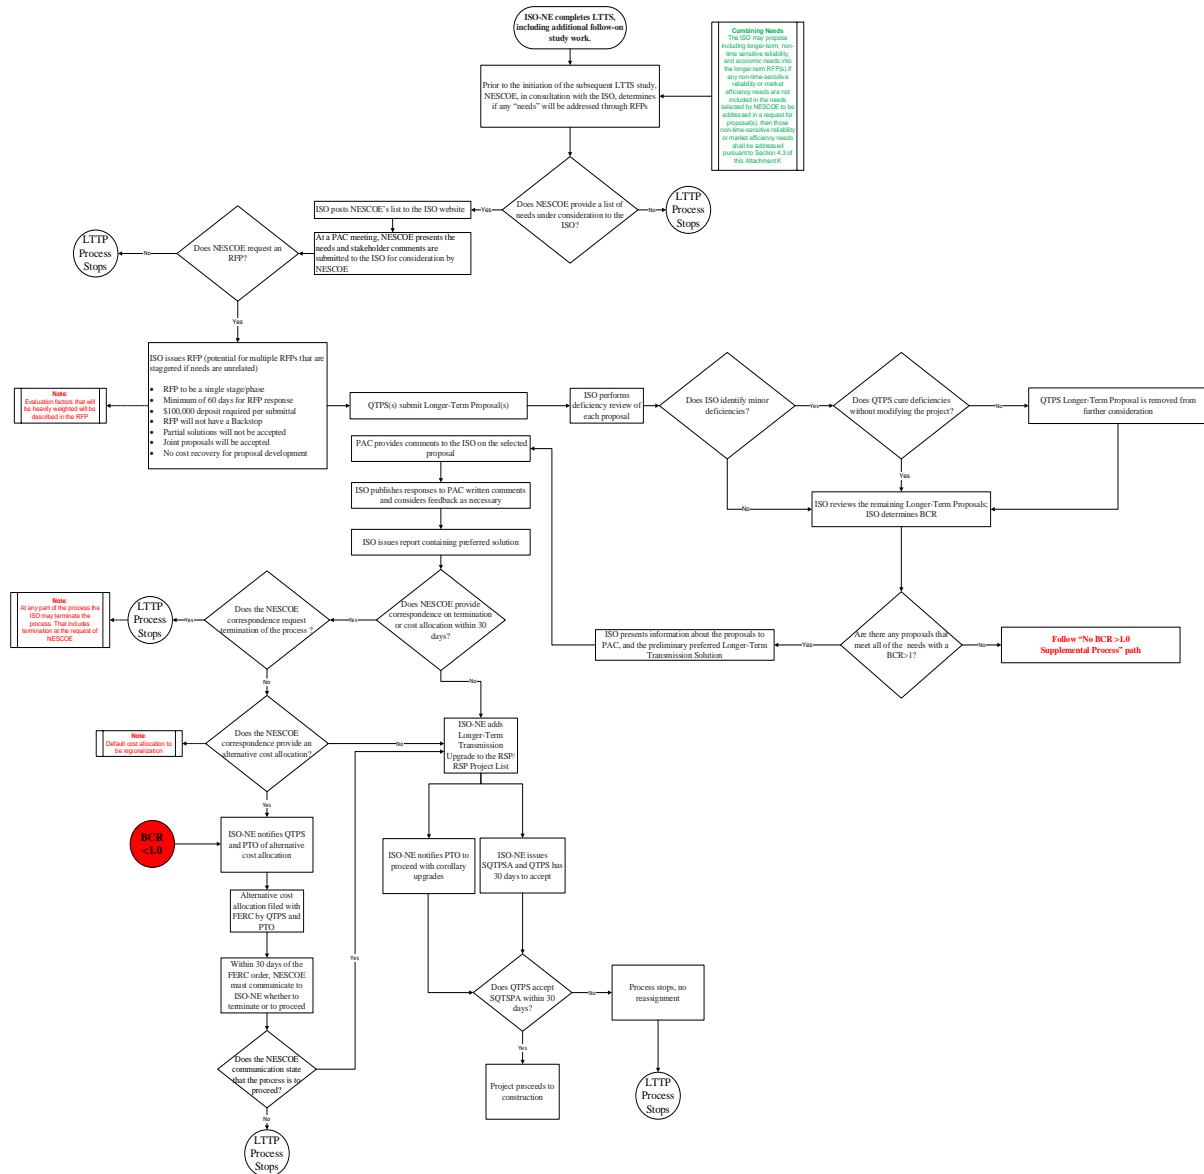 ISO-NE completes LTTS,
including additional follow-on
study work.
Combining Needs
The ISO may propose
including longer-term, non-
time sensitive reliability,
and economic needs into
the longer-term RFP(s).If
any non-time-sensitive
reliability or market
efficiency needs are not
included in the needs
selected by NESCOE to be
addressed in a request for
proposal(s), then those
non-time-sensitive reliability
or market efficiency needs
shall be addressed
pursuant to Section 4.3 of
this Attachment K
Prior to the initiation of the subsequent LTTS study,
NESCOE, in consultation with the ISO, determines
if any “needs” will be addressed through RFPs
Does NESCOE provide a list of
needs under consideration to the
ISO?
No
LTTP
Process
Stops
Yes
ISO posts NESCOE’s list to the ISO website
At a PAC meeting, NESCOE presents the
needs and stakeholder comments are
submitted to the ISO for consideration by
NESCOE
Does NESCOE request an
RFP?
No
LTTP
Process
Stops
Yes
ISO issues RFP (potential for multiple RFPs that are
staggered if needs are unrelated)
• RFP to be a single stage/phase
• Minimum of 60 days for RFP response
• $100,000 deposit required per submittal
• RFP will not have a Backstop
• Partial solutions will not be accepted
• Joint proposals will be accepted
• No cost recovery for proposal development
Note:
Evaluation factors that will
be heavily weighted will be
described in the RFP
QTPS(s) submit Longer-Term Proposal(s)
ISO performs
deficiency review of
each proposal
Does ISO identify minor
deficiencies?
Yes
Does QTPS cure deficiencies
without modifying the project?
No
QTPS Longer-Term Proposal is removed from
further consideration
Yes
No
ISO reviews the remaining Longer-Term Proposals;
ISO determines BCR
Are there any proposals that
meet all of the needs with a
BCR>1?
No
Follow “No BCR >1.0
Supplemental Process” path
Yes
ISO presents information about the proposals to
PAC, and the preliminary preferred Longer-Term
Transmission Solution
PAC provides comments to the ISO on the selected
proposal
ISO publishes responses to PAC written comments
and considers feedback as necessary
ISO issues report containing preferred solution
Does NESCOE provide
correspondence on termination
or cost allocation within 30
days?
Yes
Does the NESCOE
correspondence request
termination of the process ?
Yes
LTTP
Process
Stops
Note:
At any part of the process the
ISO may terminate the
process. That includes
termination at the request of
NESCOE
No
No
Does the NESCOE
correspondence provide an
alternative cost allocation?
Note:
Default cost allocation to
be regionalization
No
ISO-NE adds
Longer-Term
Transmission
Upgrade to the RSP/
RSP Project List
Yes
BCR
<1.0
ISO-NE notifies QTPS
and PTO of alternative
cost allocation
Alternative cost
allocation filed with
FERC by QTPS and
PTO
Within 30 days of the
FERC order, NESCOE
must communicate to
ISO-NE whether to
terminate or to proceed
Does the NESCOE
communication state
that the process is to
proceed?
Yes
No
LTTP
Process
Stops
ISO-NE notifies PTO to
proceed with corollary
upgrades
ISO-NE issues
SQTPSA and QTPS has
30 days to accept
Does QTPS accept
SQTSPA within 30
days?
No
Process stops, no
reassignment
LTTP
Process
Stops
Yes
Project proceeds to
construction